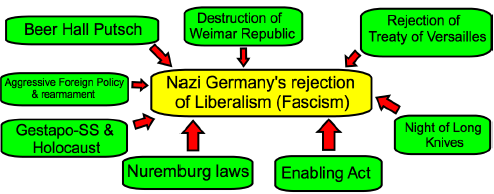 Beer Hall Putsch
Destruction of
Weimar Republic
Rejection of
Treaty of Versailles
Aggressive Foreign Policy
& rearmament
Nazi Germany's rejection
of Liberalism (Fascism)
Gestapo-SS &
Holocaust
Night of Long
Knives
Nuremburg laws
Enabling Act